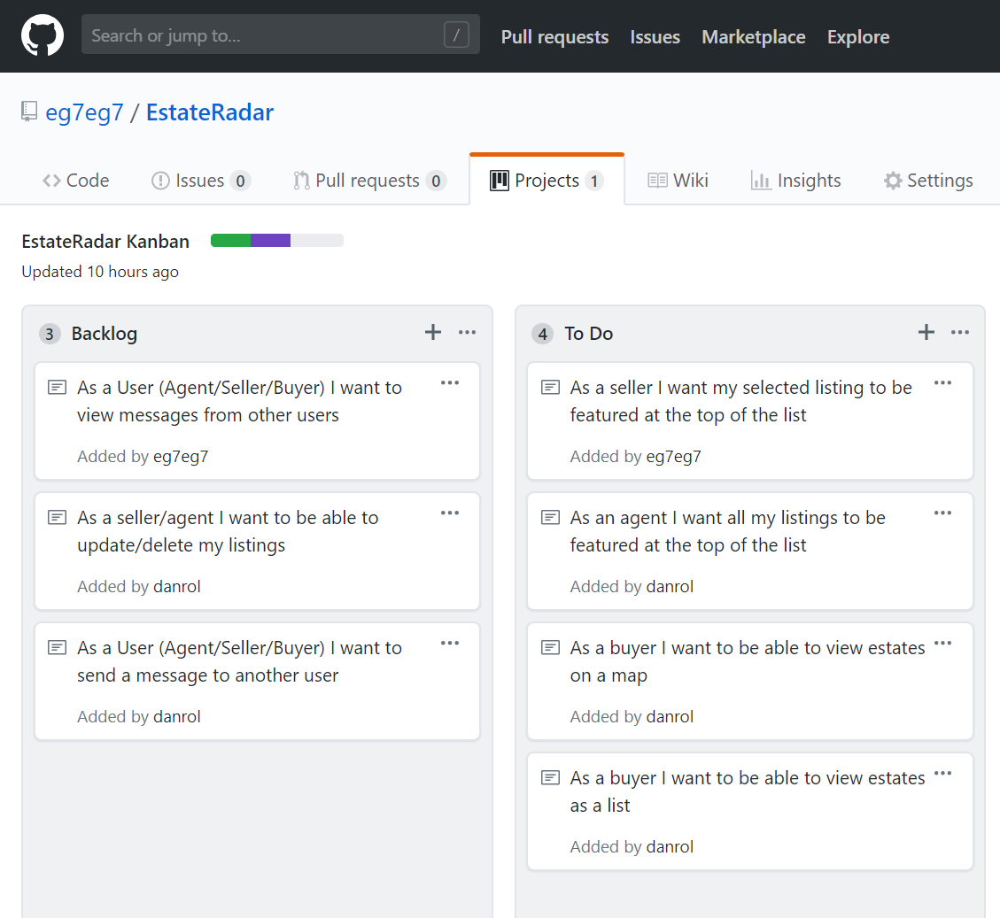 Search or jump to... /
Pull requests Issues Marketplace Explore
eg7eg7 / EstateRadar
Code Issues 0 Pull requests 0 Projects 1 Wiki Insights Settings
EstateRadar Kanban
Updated 10 hours ago
3 Backlog
As a User (Agent/Seller/Buyer) I want to
view messages from other users
Added by eg7eg7
As a seller/agent I want to be able to
update/delete my listings
Added by danrol
As a User (Agent/Seller/Buyer) I want to
send a message to another user
Added by danrol
4 To Do
As a seller I want my selected listing to be
featured at the top of the list
Added by eg7eg7
As an agent I want all my listings to be
featured at the top of the list
Added by danrol
As a buyer I want to be able to view estates
on a map
Added by danrol
As a buyer I want to be able to view estates
as a list
Added by danrol